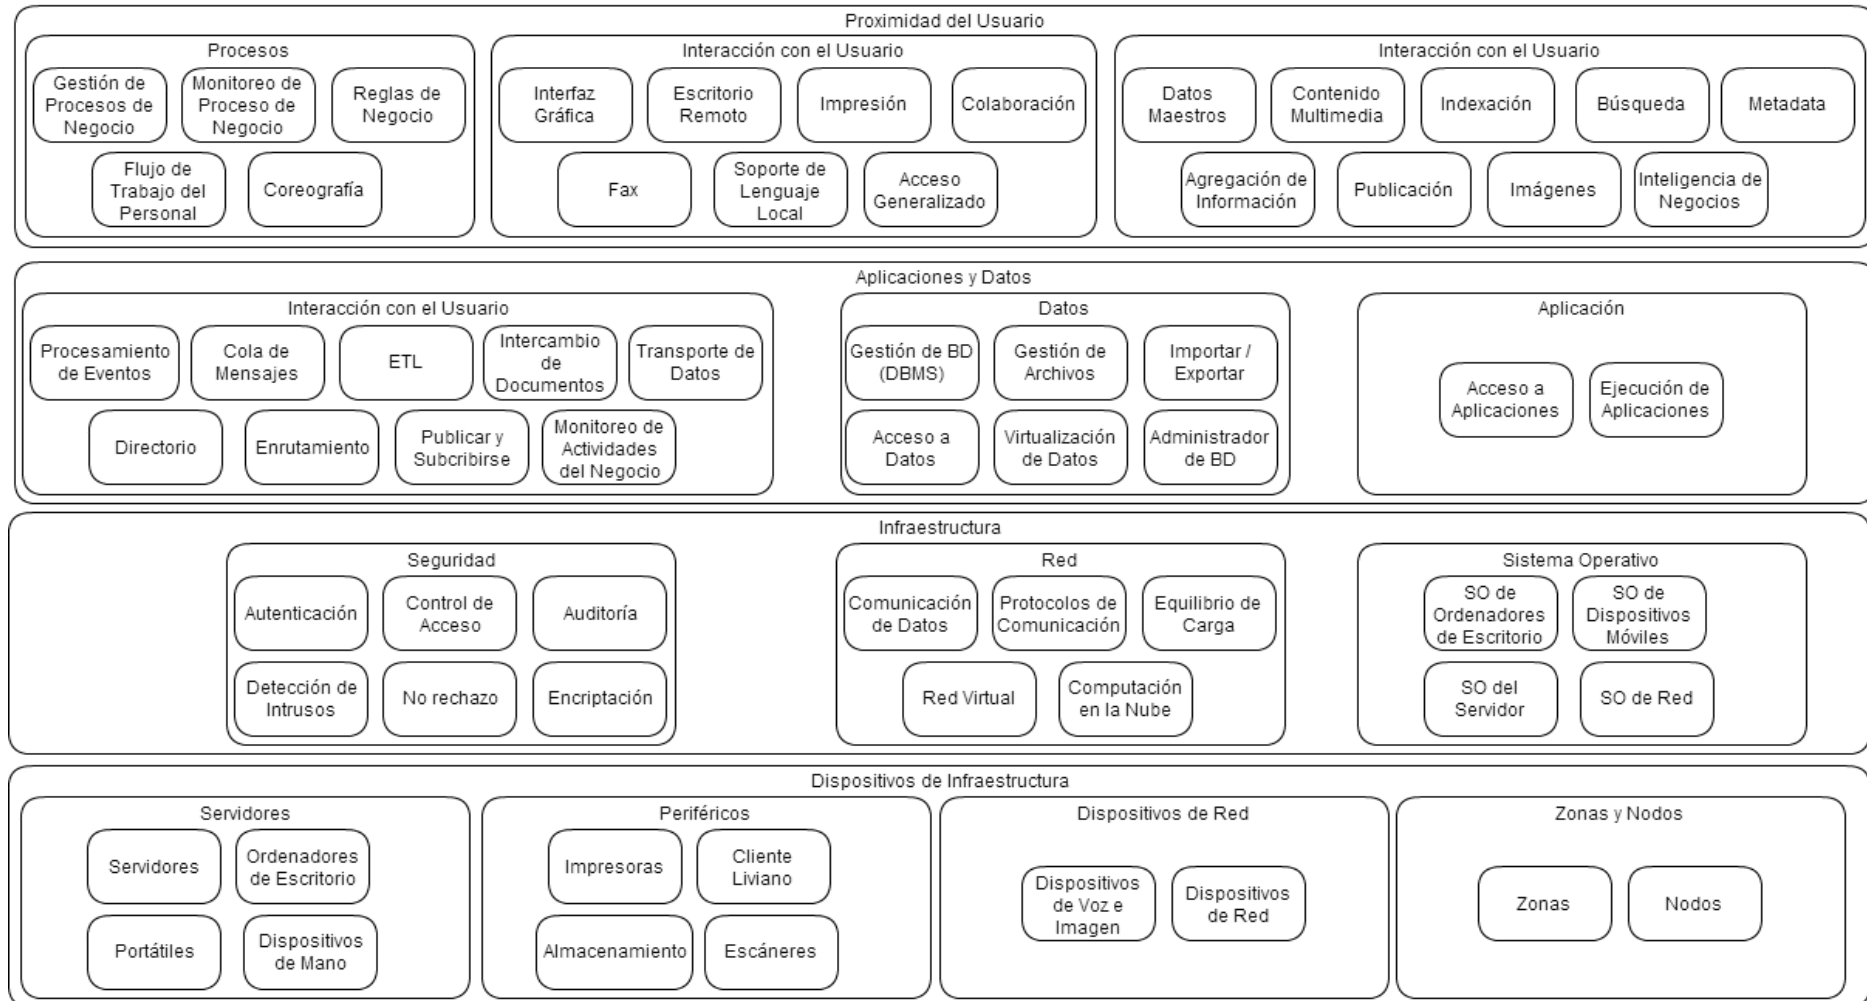 Proximidad del Usuario
Procesos
Gestión de
Procesos de
Negocio
Monitoreo de
Proceso de
Negocio
Reglas de
Negocio
Flujo de
Trabajo del
Personal
Coreografía
Interacción con el Usuario
Interfaz
Gráfica
Escritorio
Remoto
Impresión
Colaboración
Fax
Soporte de
Lenguaje
Local
Acceso
Generalizado
Interacción con el Usuario
Datos
Maestros
Contenido
Multimedia
Indexación
Búsqueda
Metadata
Agregación de
Información
Publicación
Imágenes
Inteligencia de
Negocios
Aplicaciones y Datos
Interacción con el Usuario
Procesamiento
de Eventos
Cola de
Mensajes
ETL
Intercambio
de
Documentos
Transporte de
Datos
Directorio
Enrutamiento
Publicar y
Subcribirse
Monitoreo de
Actividades
del Negocio
Datos
Gestión de BD
(DBMS)
Gestión de
Archivos
Importar /
Exportar
Acceso a
Datos
Virtualización
de Datos
Administrador
de BD
Aplicación
Acceso a
Aplicaciones
Ejecución de
Aplicaciones
Infraestructura
Seguridad
Autenticación
Control de
Acceso
Auditoría
Detección de
Intrusos
No rechazo
Encriptación
Red
Comunicación
de Datos
Protocolos de
Comunicación
Equilibrio de
Carga
Red Virtual
Computación
en la Nube
Sistema Operativo
SO de
Ordenadores
de Escritorio
SO de
Dispositivos
Móviles
SO del
Servidor
SO de Red
Dispositivos de Infraestructura
Servidores
Servidores
Ordenadores
de Escritorio
Portátiles
Dispositivos
de Mano
Periféricos
Impresoras
Cliente
Liviano
Almacenamiento
Escáneres
Dispositivos de Red
Dispositivos
de Voz e
Imagen
Dispositivos
de Red
Zonas y Nodos
Zonas
Nodos